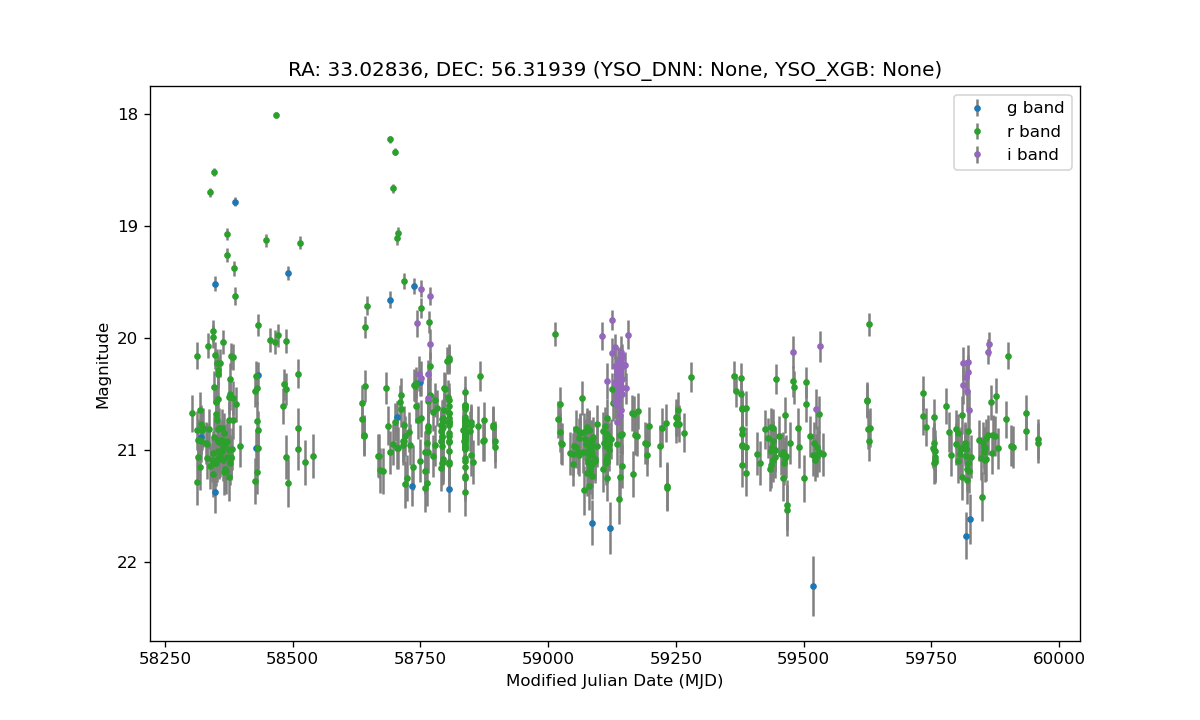 RA: 33.02836, DEC: 56.31939 (YSO_DNN: None, YSO_XGB: None)
g band
r band
i band
18
19
20
21
22
Magnitude
58250 58500 58750 59000 59250 59500 59750 60000
Modified Julian Date (MJD)